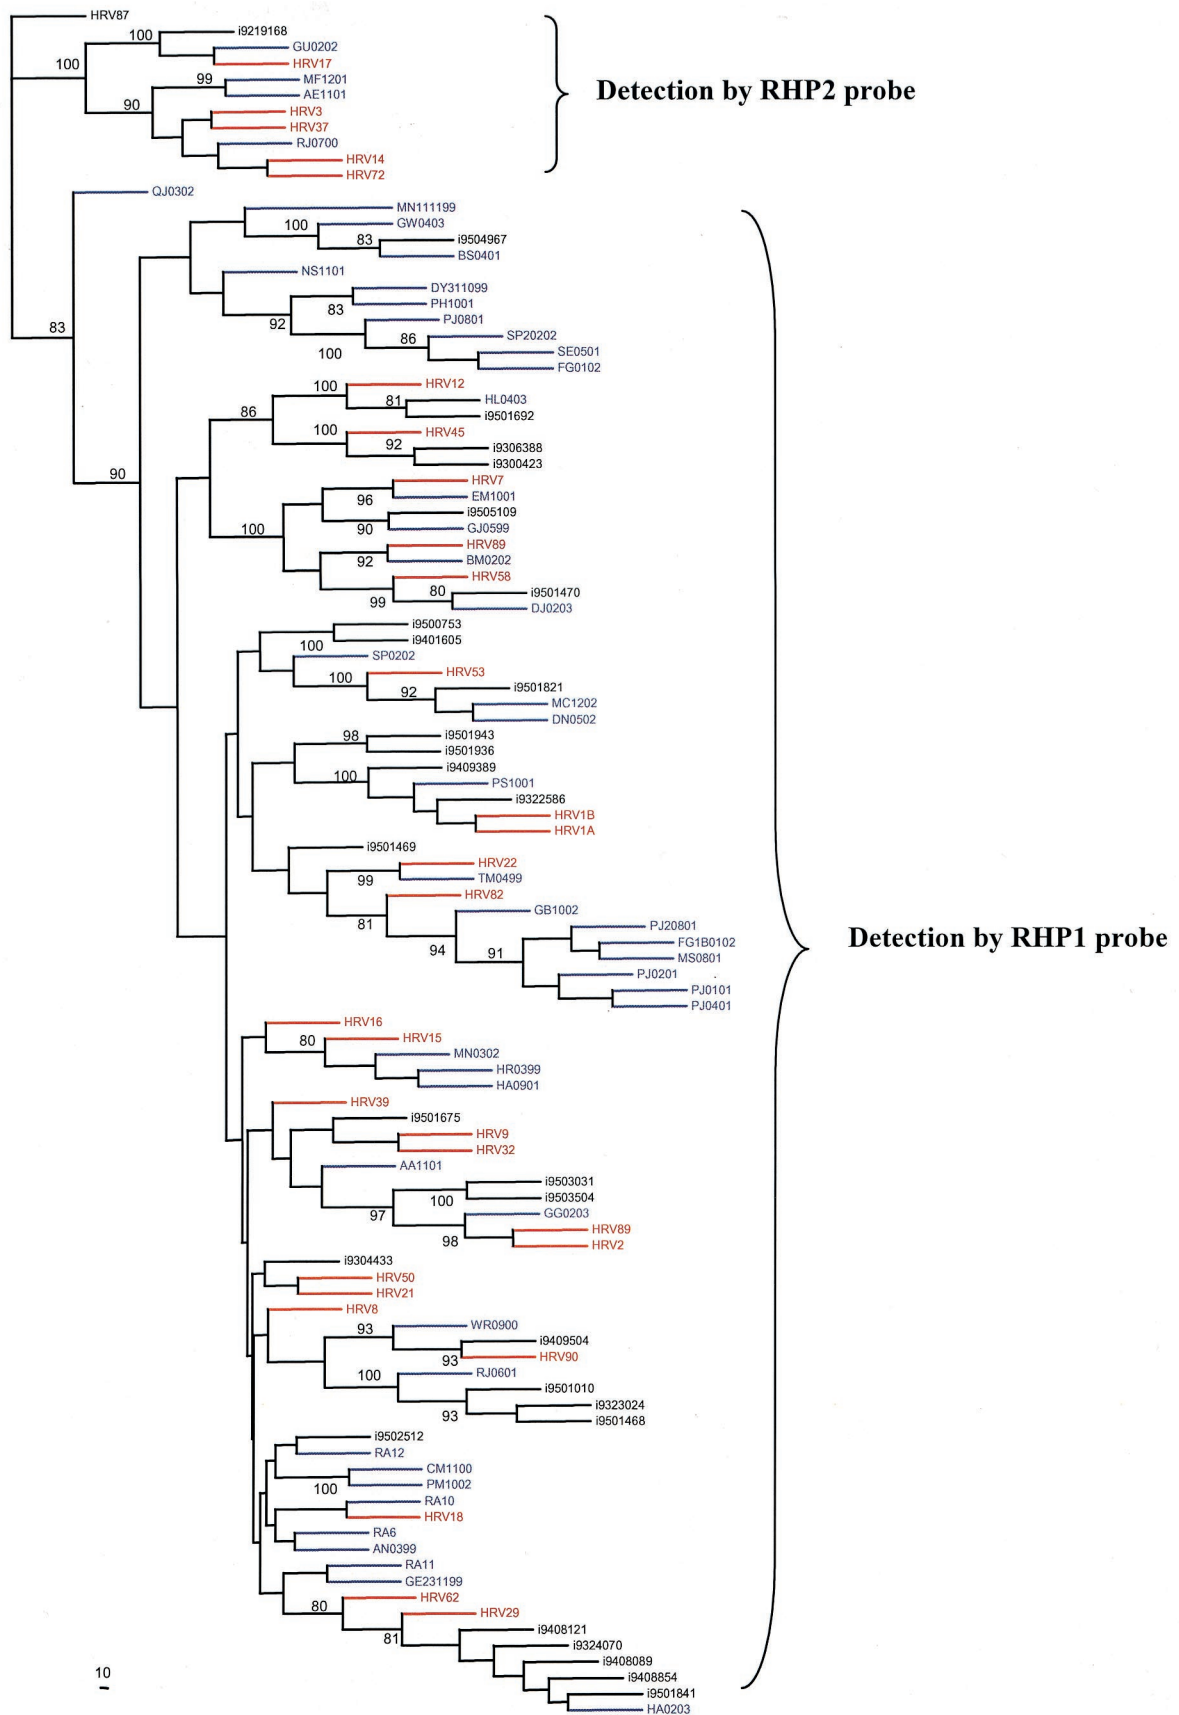 HRV87
100 i9219168
GU0202
100 HRV17
99 MF1201
AE1101
90 HRV3
HRV37
RJ0700
HRV14
HRV72
Detection by RHP2 probe
QJ0302
MN111199
100 GW0403
83 i9504967
BS0401
NS1101
DY311099
83 PH1001
92 PJ0801
83 86 SP20202
100 SE0501
FG0102
100 HRV12
81 HL0403
86 i9501692
100 HRV45
92 i9306388
i9300423
90 HRV7
96 EM1001
i9505109
100 90 GJ0599
HRV89
92 BM0202
HRV58
80 i9501470
99 DJ0203
i9500753
100 i9401605
SP0202
100 HRV53
92 i9501821
MC1202
DN0502
98 i9501943
i9501936
i9409389
100 PS1001
i9322586
HRV1B
HRV1A
i9501469
HRV22
99 TM0499
HRV82
GB1002
81 PJ20801
94 91 FG1B0102
MS0801
PJ0201
PJ0101
PJ0401
Detection by RHP1 probe
HRV16
80 HRV15
MN0302
HR0399
HA0901
HRV39
i9501675
HRV9
HRV32
AA1101
i9503031
100 i9503504
97 GG0203
HRV89
98 HRV2
i9304433
HRV50
HRV21
HRV8
93 WR0900
i9409504
93 HRV90
100 RJ0601
i9501010
i9323024
93 i9501468
i9502512
RA12
CM1100
100 PM1002
RA10
HRV18
RA6
AN0399
RA11
GE231199
80 HRV62
HRV29
81 i9408121
i9324070
i9408089
i9408854
i9501841
HA0203
10